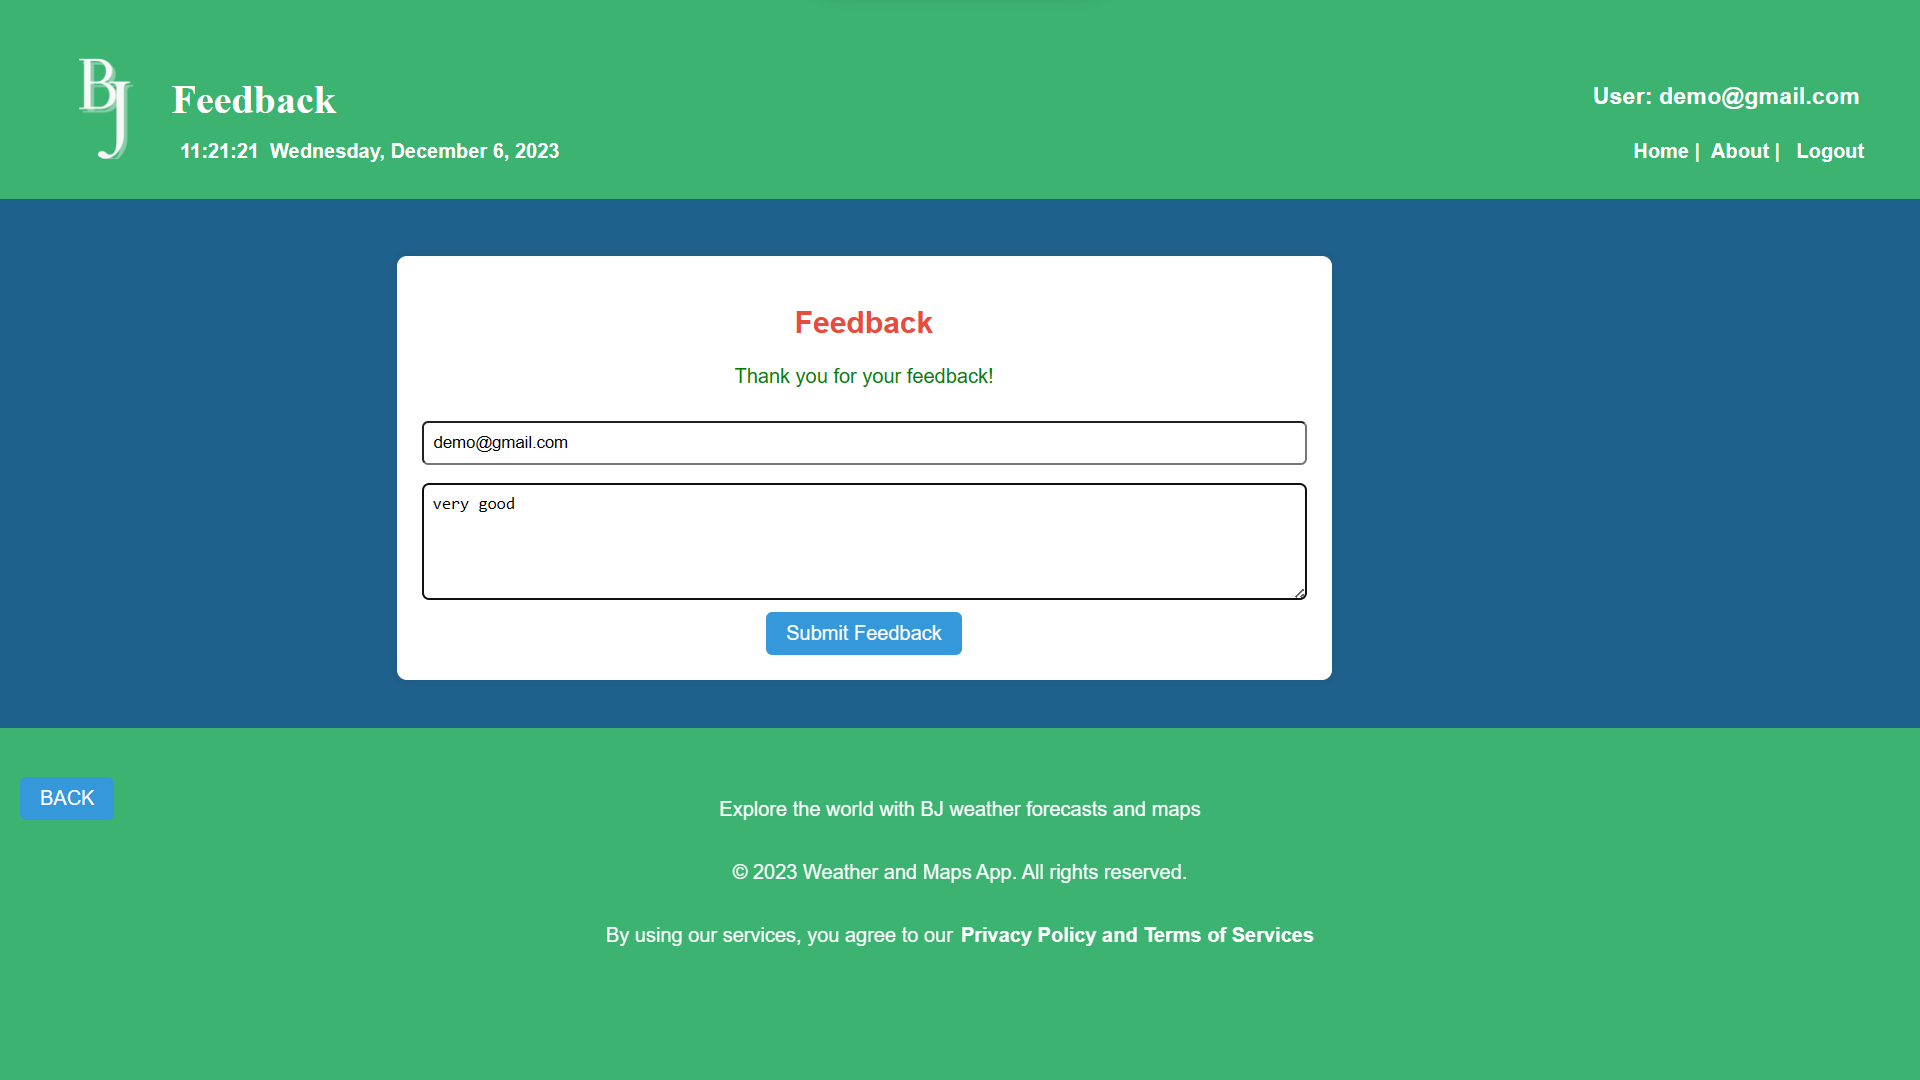 BJ
Feedback
11:21:21 Wednesday, December 6, 2023
User: demo@gmail.com
Home | About | Logout
Feedback
Thank you for your feedback!
demo@gmail.com
very good
Submit Feedback
BACK
Explore the world with BJ weather forecasts and maps
© 2023 Weather and Maps App. All rights reserved.
By using our services, you agree to our Privacy Policy and Terms of Services